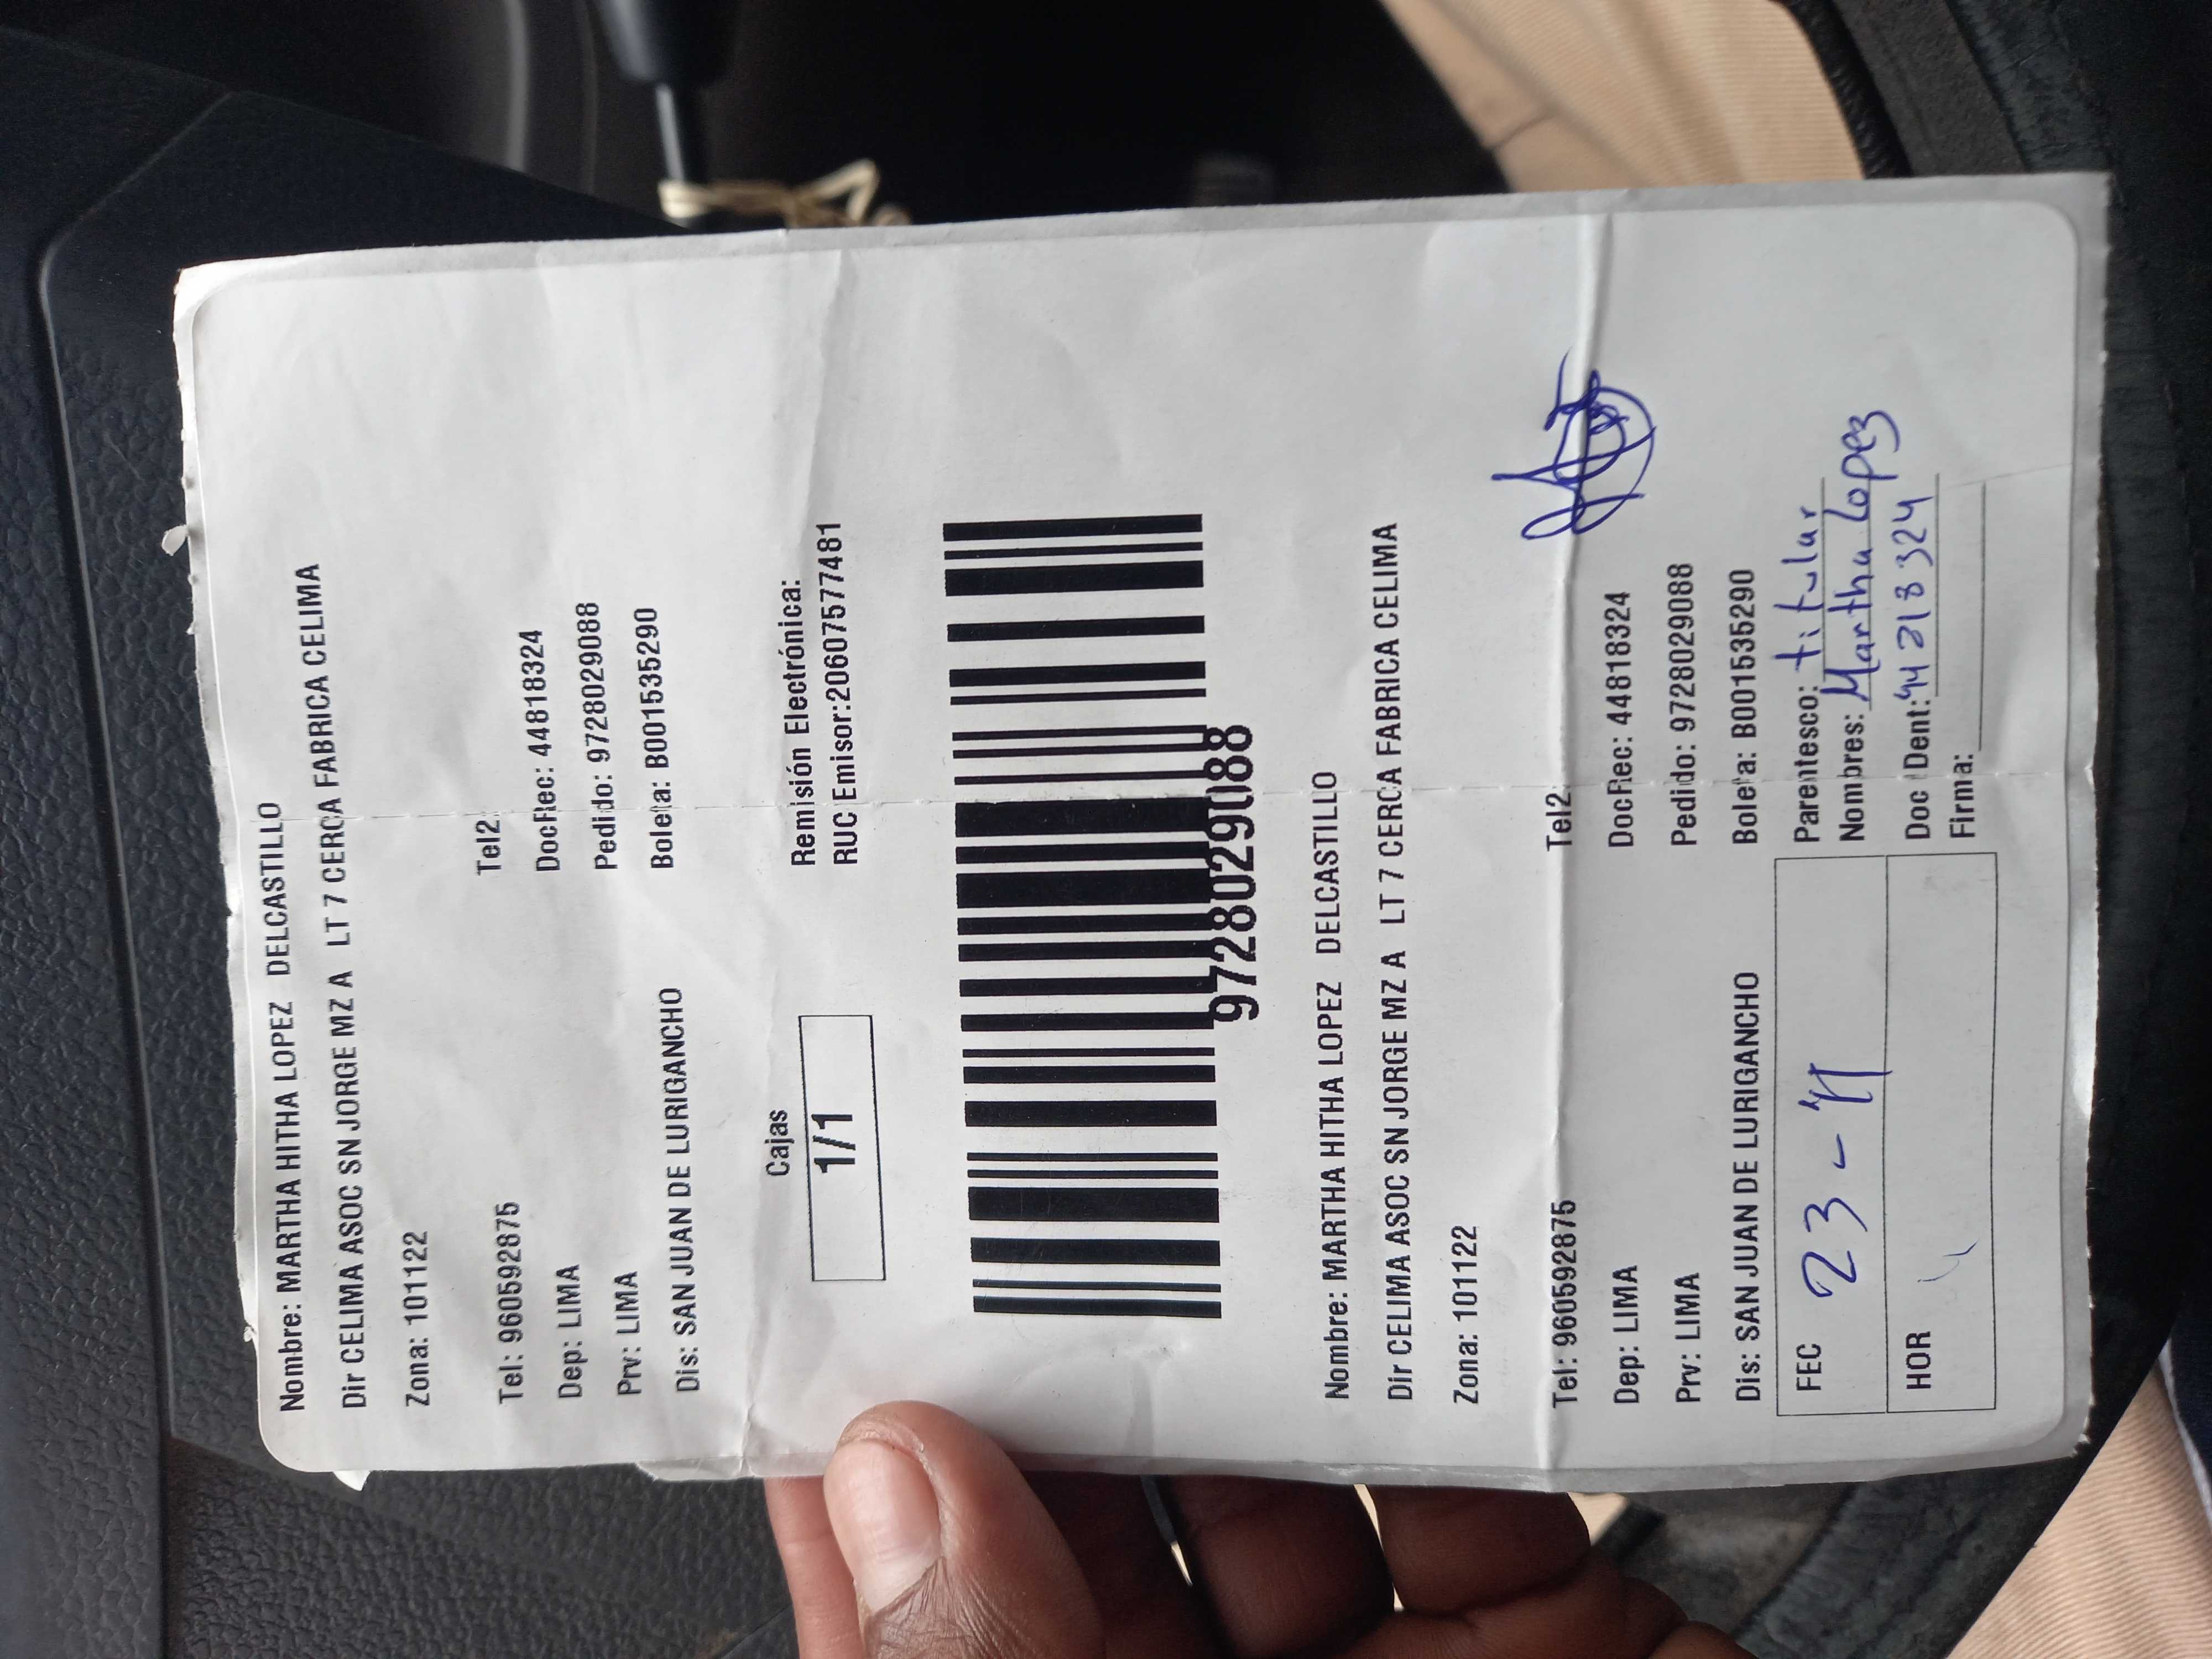 Nombre: MARTHA HITHA LOPEZ DELCASTILLO
Dir CELIMA ASOC SN JORGE MZ A LT 7 CERCA FABRICA CELIMA
Zona: 101122
Tel: 960592875 Tel2:
Dep: LIMA DocRec: 44818324
Prv: LIMA Pedido: 9728029088
Dis: SAN JUAN DE LURIGANCHO Boleta: B001535290
Cajas Remisión Electrónica:
1/1 RUC Emisor:20607577481
9728029088
Nombre: MARTHA HITHA LOPEZ DELCASTILLO
Dir CELIMA ASOC SN JORGE MZ A LT 7 CERCA FABRICA CELIMA
Zona: 101122
Tel: 960592875 Tel2:
Dep: LIMA DocRec: 44818324
Prv: LIMA Pedido: 9728029088
Dis: SAN JUAN DE LURIGANCHO Boleta: B001535290
FEC 23 - Parentesco: titular
Nombres: Martha Lopez
HOR Doc Dent:
Firma: